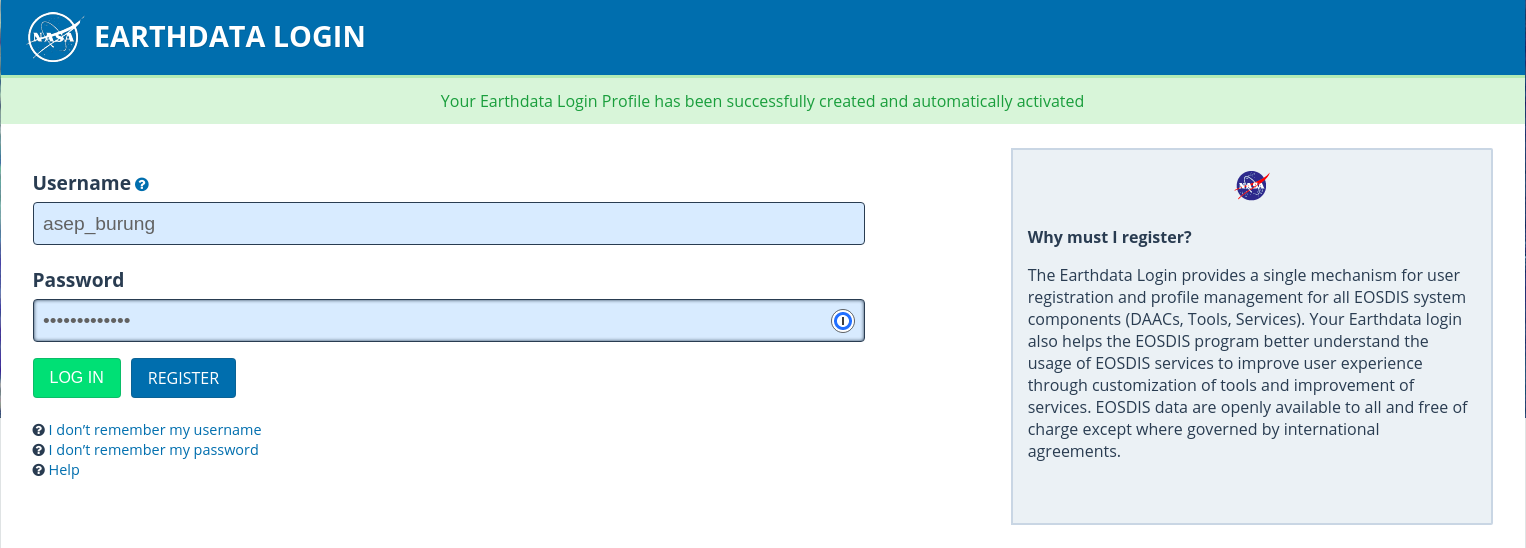 NASA EARTHDATA LOGIN
Your Earthdata Login Profile has been successfully created and automatically activated
Username ?
asep_burung
Password
•••••••••••••
LOG IN REGISTER
? I don’t remember my username
? I don’t remember my password
? Help
NASA
Why must I register?
The Earthdata Login provides a single mechanism for user
registration and profile management for all EOSDIS system
components (DAACs, Tools, Services). Your Earthdata login
also helps the EOSDIS program better understand the
usage of EOSDIS services to improve user experience
through customization of tools and improvement of
services. EOSDIS data are openly available to all and free of
charge except where governed by international
agreements.